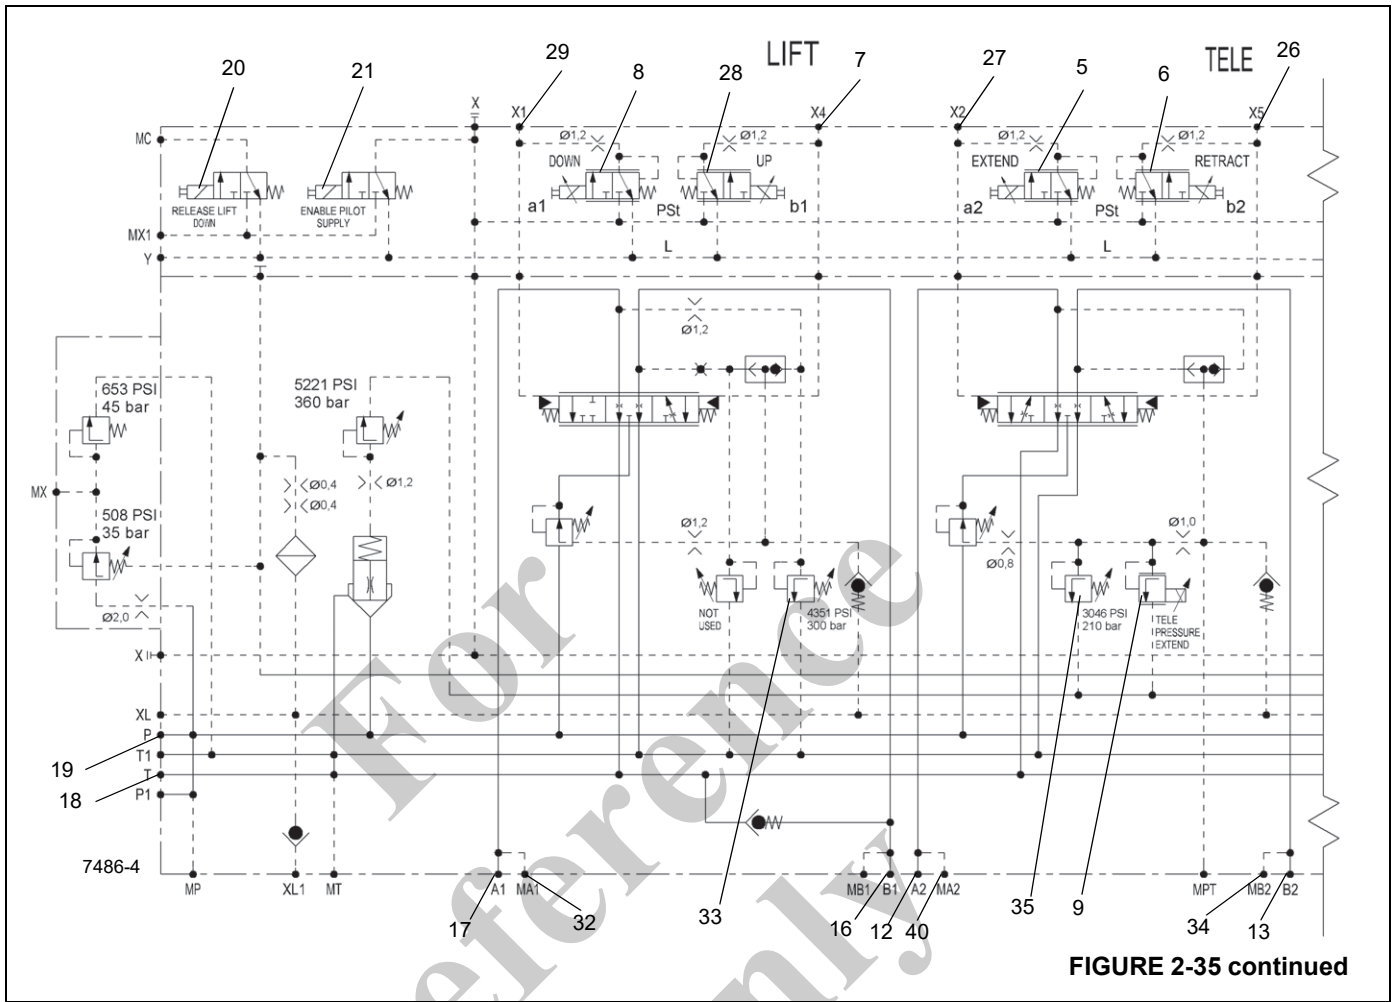 LIFT
TELE
20
21
29
8
28
7
27
5
6
26
X
X1
X4
X2
X5
MC
Ø1,2
Ø1,2
Ø1,2
Ø1,2
DOWN
UP
EXTEND
RETRACT
RELEASE LIFT
DOWN
ENABLE PILOT
SUPPLY
a1
PSt
b1
a2
PSt
b2
MX1
Y
L
L
Ø1,2
653 PSI
45 bar
5221 PSI
360 bar
MX
Ø0,4
Ø0,4
Ø1,2
508 PSI
35 bar
Ø1,2
Ø1,0
Ø0,8
Ø2,0
NOT
USED
4351 PSI
300 bar
3046 PSI
210 bar
TELE
PRESSURE
EXTEND
X
XL
P
T1
T
P1
19
18
7486-4
MP
XL1
MT
A1
MA1
MB1
B1
A2
MA2
MPT
MB2
B2
17
32
33
16
12
40
35
9
34
13
For
Reference
Only
FIGURE 2-35 continued